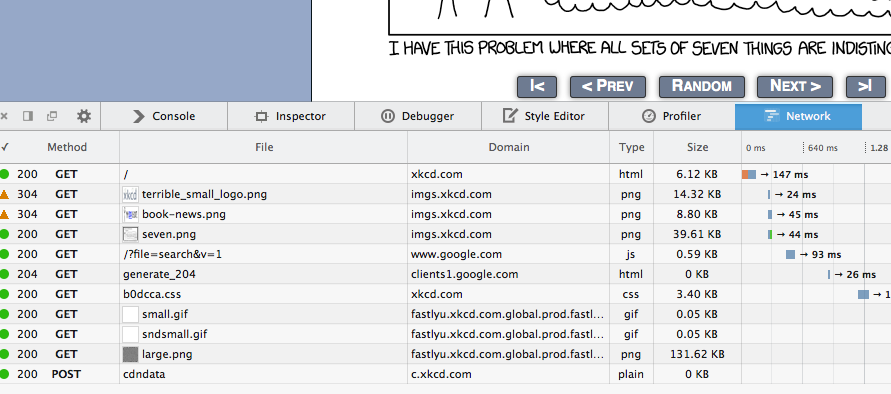 I HAVE THIS PROBLEM WHERE ALL SETS OF SEVEN THINGS ARE
|< < PREV RANDOM NEXT > >|
Console Inspector Debugger Style Editor Profiler Network
✓ Method File Domain Type Size 0 ms 640 ms 1.28
200 GET / xkcd.com html 6.12 KB → 147 ms
304 GET terrible_small_logo.png imgs.xkcd.com png 14.32 KB → 24 ms
304 GET book-news.png imgs.xkcd.com png 8.80 KB → 45 ms
200 GET seven.png imgs.xkcd.com png 39.61 KB → 44 ms
200 GET /?file=search&v=1 www.google.com js 0.59 KB → 93 ms
204 GET generate_204 clients1.google.com html 0 KB → 26 ms
200 GET b0dcca.css xkcd.com css 3.40 KB → 1
200 GET small.gif fastlyu.xkcd.com.global.prod.fastl... gif 0.05 KB
200 GET sndsmall.gif fastlyu.xkcd.com.global.prod.fastl... gif 0.05 KB
200 GET large.png fastlyu.xkcd.com.global.prod.fastl... png 131.62 KB
200 POST cdndata c.xkcd.com plain 0 KB